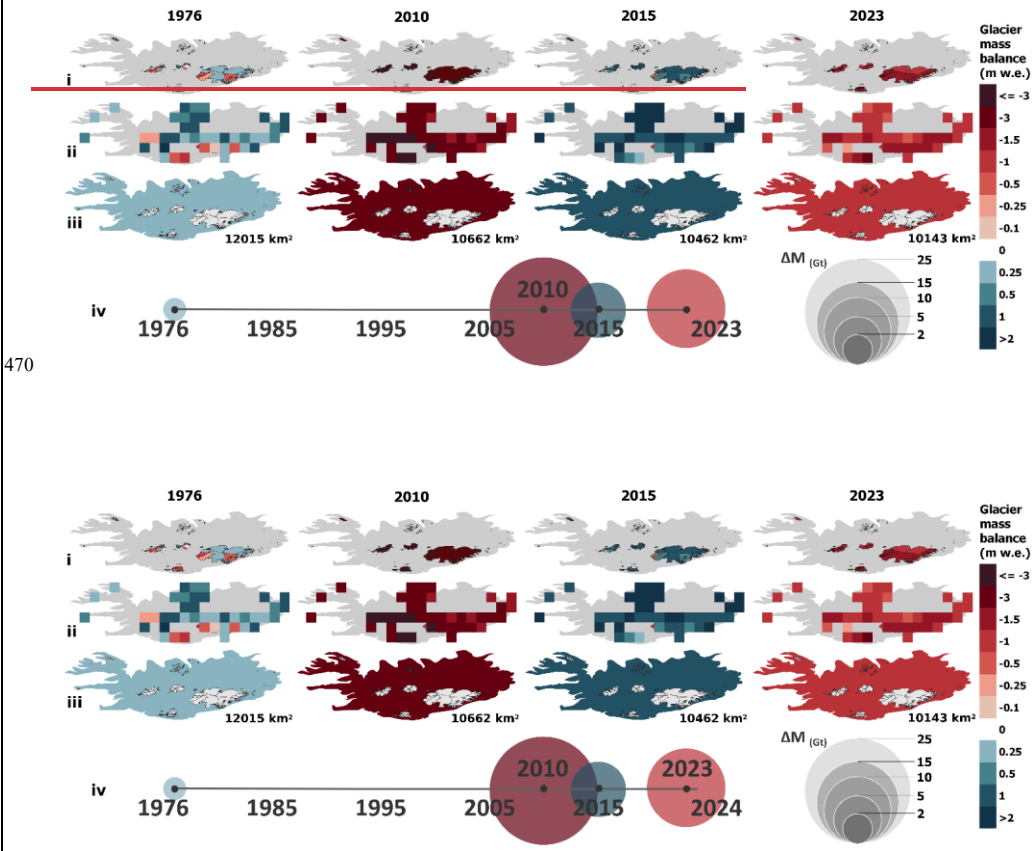 1976 2010 2015 2023
Glacier
mass
balance
(m w.e.)
i
<= -3
-3
ii
-1.5
-1
-0.5
-0.25
iii
-0.1
12015 km² 10662 km² 10462 km² 10143 km²
0
ΔM (Gt)
25
0.25
15
0.5
10
1
5
>2
2
2010
iv
1976 1985 1995 2005 2015 2023
470
1976 2010 2015 2023
Glacier
mass
balance
(m w.e.)
i
<= -3
-3
ii
-1.5
-1
-0.5
-0.25
iii
-0.1
12015 km² 10662 km² 10462 km² 10143 km²
0
ΔM (Gt)
25
0.25
15
0.5
10
1
5
>2
2
2010 2023
iv
1976 1985 1995 2005 2015 2024